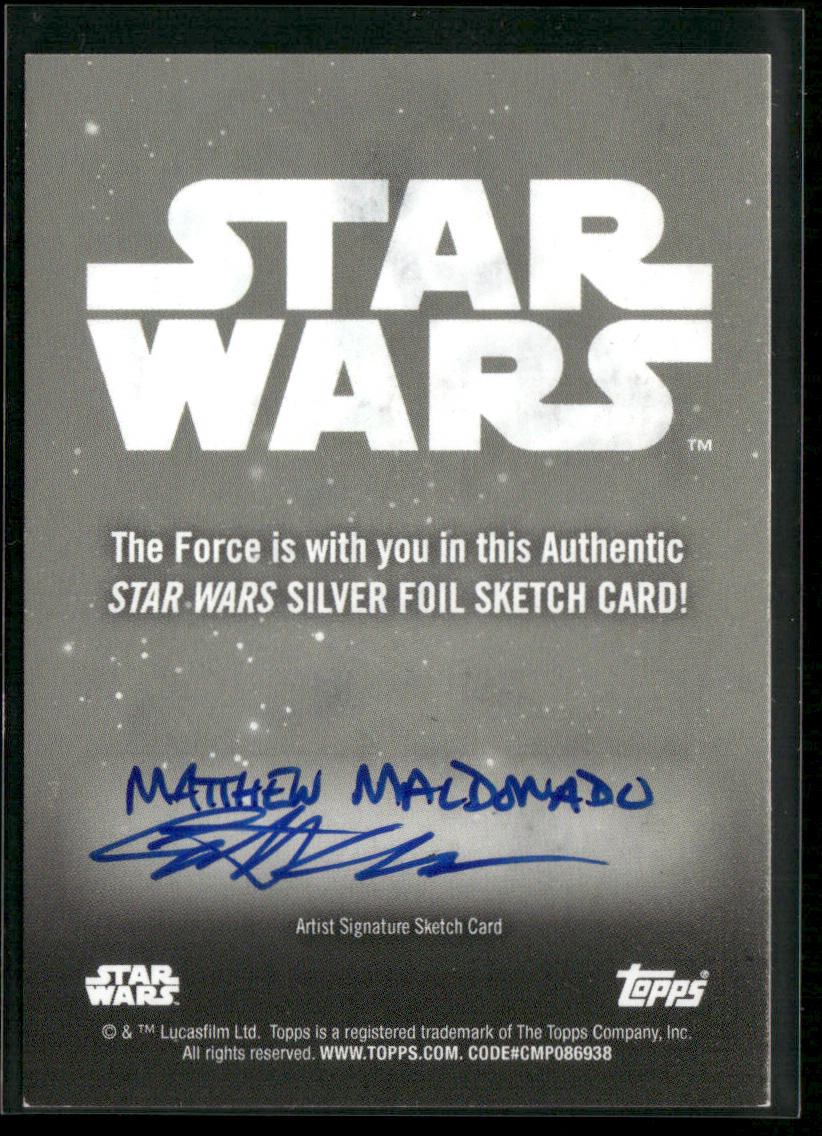 STAR
WARS™
The Force is with you in this Authentic
STAR WARS SILVER FOIL SKETCH CARD!
MATTHEW MALDONADO
Artist Signature Sketch Card
STAR
WARS
Topps®
© & ™ Lucasfilm Ltd. Topps is a registered trademark of The Topps Company, Inc.
All rights reserved. WWW.TOPPS.COM. CODE#CMP086938